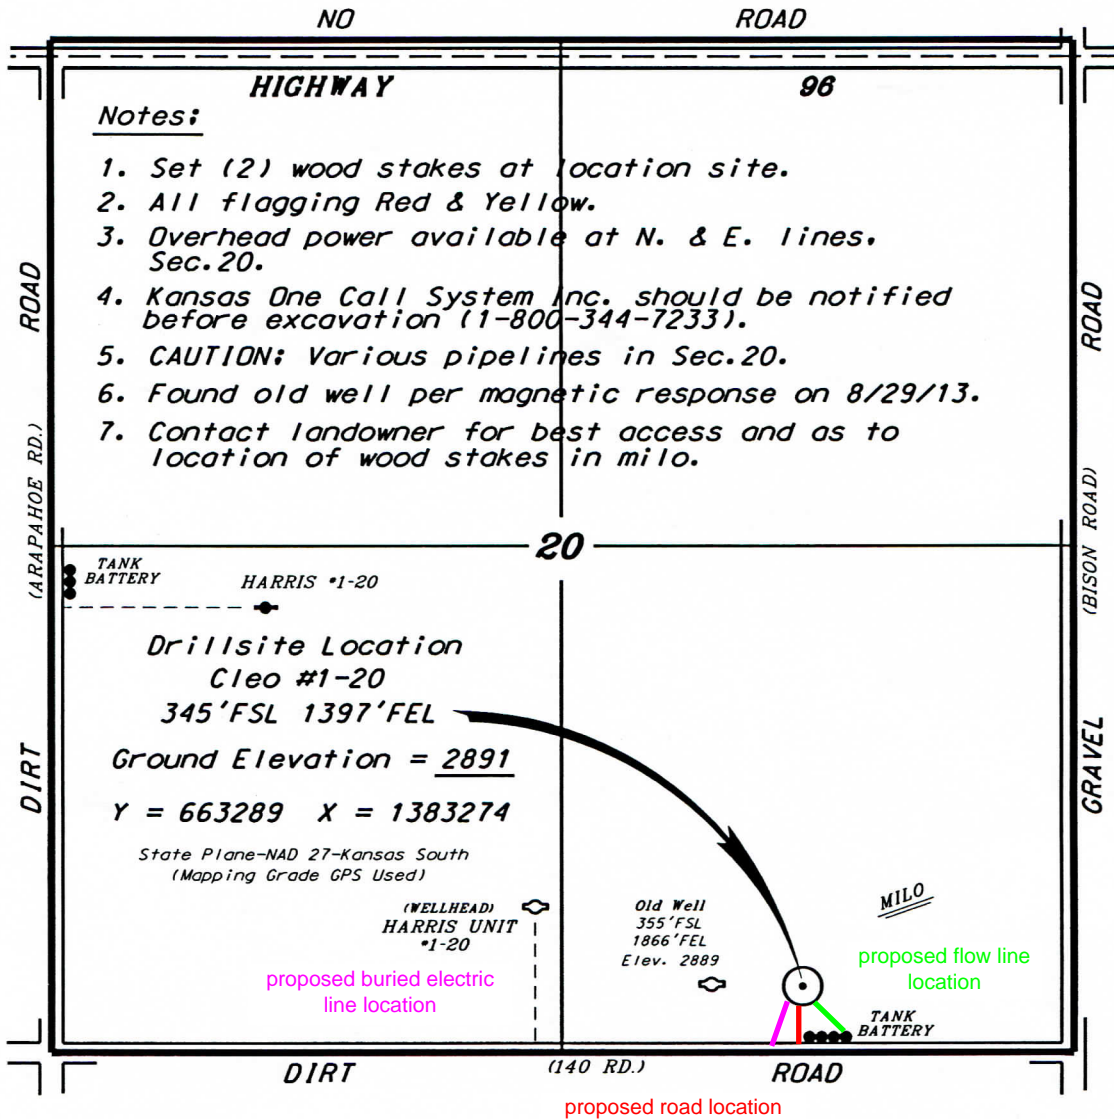 NO ROAD
HIGHWAY 96
Notes:
1. Set (2) wood stakes at location site.
2. All flagging Red & Yellow.
3. Overhead power available at N. & E. lines,
Sec.20.
4. Kansas One Call System Inc. should be notified
before excavation (1-800-344-7233).
5. CAUTION: Various pipelines in Sec.20.
6. Found old well per magnetic response on 8/29/13.
7. Contact landowner for best access and as to
location of wood stakes in milo.
ROAD
(ARAPAHOE RD.)
DIRT
ROAD
(BISON ROAD)
GRAVEL
20
TANK
BATTERY
HARRIS #1-20
Drillsite Location
Cleo #1-20
345'FSL 1397'FEL
Ground Elevation = 2891
Y = 663289 X = 1383274
State Plane-NAD 27-Kansas South
(Mapping Grade GPS Used)
(WELLHEAD)
HARRIS UNIT
#1-20
Old Well
355'FSL
1866'FEL
Elev. 2889
MILO
proposed buried electric
line location
proposed flow line
location
TANK
BATTERY
DIRT (140 RD.) ROAD
proposed road location